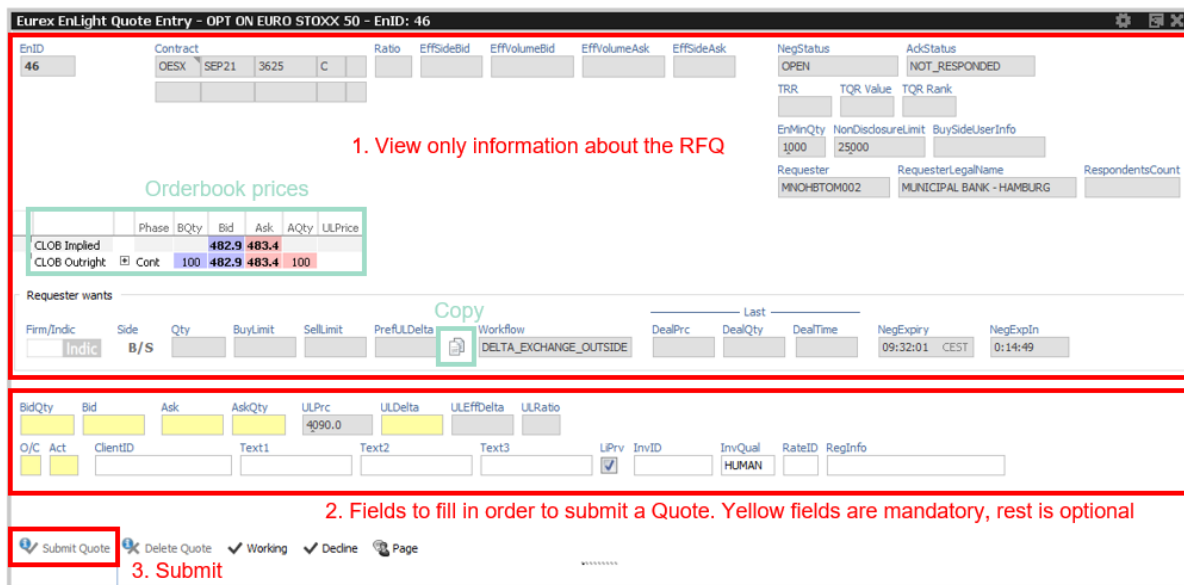 Eurex EnLight Quote Entry - OPT ON EURO STOXX 50 - EnID: 46
EnID Contract Ratio EffSideBid EffVolumeBid EffVolumeAsk EffSideAsk NegStatus AckStatus
46 OESX SEP21 3625 C OPEN NOT_RESPONDED
TRR TQR Value TQR Rank
EnMinQty NonDisclosureLimit BuySideUserInfo
1000 25000
1. View only information about the RFQ
Requester RequesterLegalName RespondentsCount
MNOHBTOM002 MUNICIPAL BANK - HAMBURG
Orderbook prices
Phase BQty Bid Ask AQty ULPrice
CLOB Implied 482.9 483.4
CLOB Outright Cont 100 482.9 483.4 100
Requester wants
Copy
Last
Firm/Indic Side Qty BuyLimit SellLimit PrefULDelta Workflow DealPrc DealQty DealTime NegExpiry NegExpIn
Indic B/S DELTA_EXCHANGE_OUTSIDE 09:32:01 CEST 0:14:49
BidQty Bid Ask AskQty ULPrc ULDelta ULEffDelta ULRatio
4090.0
O/C Act ClientID Text1 Text2 Text3 LiPrv InvID InvQual RateID RegInfo
HUMAN
2. Fields to fill in order to submit a Quote. Yellow fields are mandatory, rest is optional
Submit Quote Delete Quote Working Decline Page
3. Submit